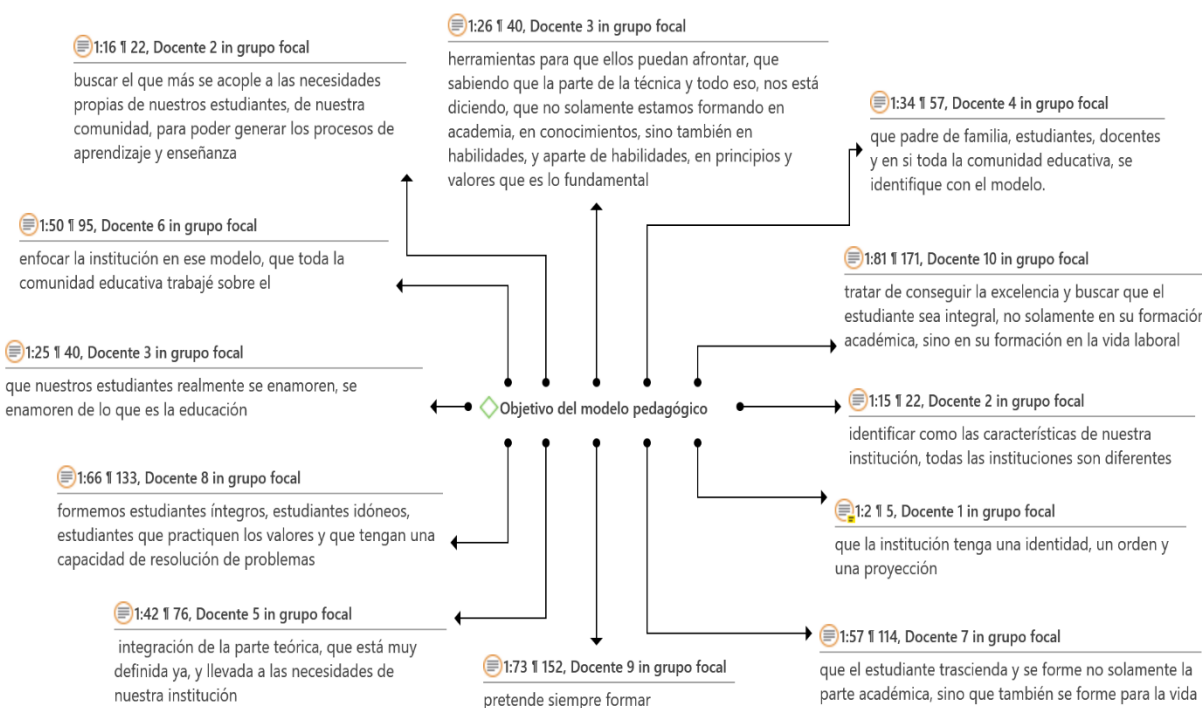 1:16 ¶ 22, Docente 2 in grupo focal
buscar el que más se acople a las necesidades
propias de nuestros estudiantes, de nuestra
comunidad, para poder generar los procesos de
aprendizaje y enseñanza
1:26 ¶ 40, Docente 3 in grupo focal
herramientas para que ellos puedan afrontar, que
sabiendo que la parte de la técnica y todo eso, nos está
diciendo, que no solamente estamos formando en
academia, en conocimientos, sino también en
habilidades, y aparte de habilidades, en principios y
valores que es lo fundamental
1:34 ¶ 57, Docente 4 in grupo focal
que padre de familia, estudiantes, docentes
y en si toda la comunidad educativa, se
identifique con el modelo.
1:50 ¶ 95, Docente 6 in grupo focal
enfocar la institución en ese modelo, que toda la
comunidad educativa trabajé sobre el
1:81 ¶ 171, Docente 10 in grupo focal
tratar de conseguir la excelencia y buscar que el
estudiante sea integral, no solamente en su formación
académica, sino en su formación en la vida laboral
1:25 ¶ 40, Docente 3 in grupo focal
que nuestros estudiantes realmente se enamoren, se
enamoren de lo que es la educación
Objetivo del modelo pedagógico
1:15 ¶ 22, Docente 2 in grupo focal
identificar como las características de nuestra
institución, todas las instituciones son diferentes
1:66 ¶ 133, Docente 8 in grupo focal
formemos estudiantes íntegros, estudiantes idóneos,
estudiantes que practiquen los valores y que tengan una
capacidad de resolución de problemas
1:2 ¶ 5, Docente 1 in grupo focal
que la institución tenga una identidad, un orden y
una proyección
1:42 ¶ 76, Docente 5 in grupo focal
integración de la parte teórica, que está muy
definida ya, y llevada a las necesidades de
nuestra institución
1:73 ¶ 152, Docente 9 in grupo focal
pretende siempre formar
1:57 ¶ 114, Docente 7 in grupo focal
que el estudiante trascienda y se forme no solamente la
parte académica, sino que también se forme para la vida